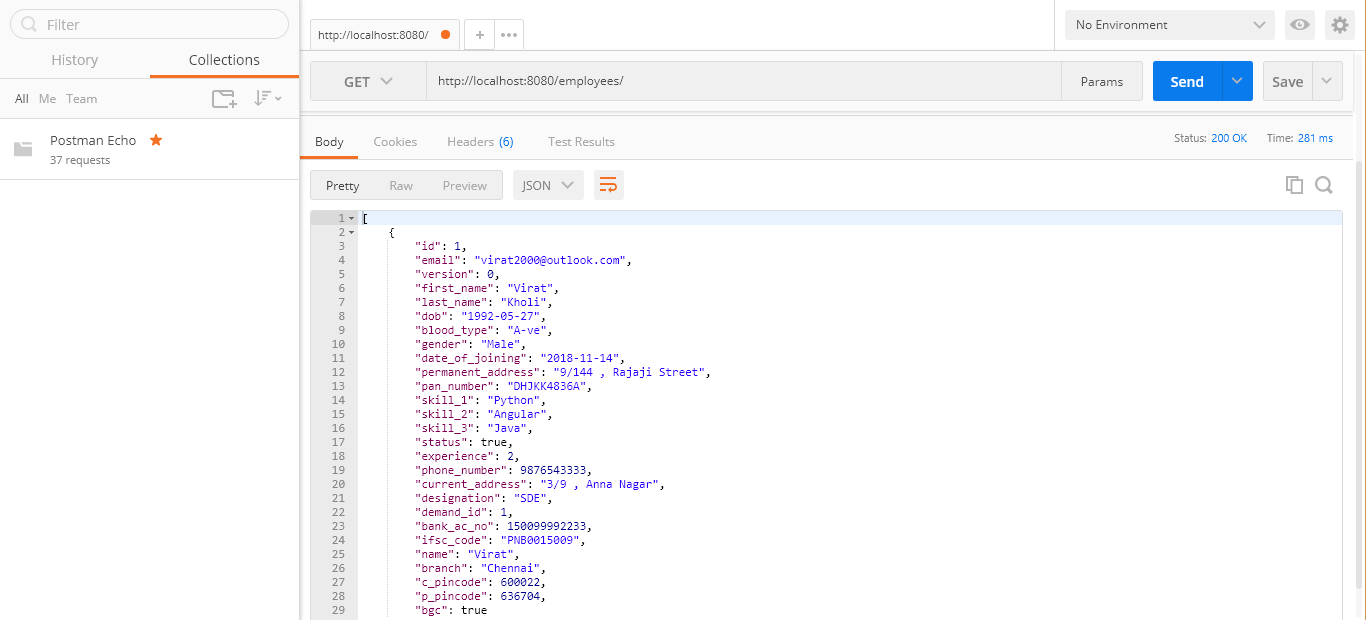 Filter
History
Collections
All Me Team
Postman Echo
37 requests
http://localhost:8080/
+
•••
No Environment
GET
http://localhost:8080/employees/
Params
Send
Save
Body
Cookies
Headers (6)
Test Results
Status: 200 OK
Time: 281 ms
Pretty
Raw
Preview
JSON
1 [
2 {
3 "id": 1,
4 "email": "virat2000@outlook.com",
5 "version": 0,
6 "first_name": "Virat",
7 "last_name": "Kholi",
8 "dob": "1992-05-27",
9 "blood_type": "A-ve",
10 "gender": "Male",
11 "date_of_joining": "2018-11-14",
12 "permanent_address": "9/144 , Rajaji Street",
13 "pan_number": "DHJKK4836A",
14 "skill_1": "Python",
15 "skill_2": "Angular",
16 "skill_3": "Java",
17 "status": true,
18 "experience": 2,
19 "phone_number": 9876543333,
20 "current_address": "3/9 , Anna Nagar",
21 "designation": "SDE",
22 "demand_id": 1,
23 "bank_ac_no": 150099992233,
24 "ifsc_code": "PNB0015009",
25 "name": "Virat",
26 "branch": "Chennai",
27 "c_pincode": 600022,
28 "p_pincode": 636704,
29 "bgc": true